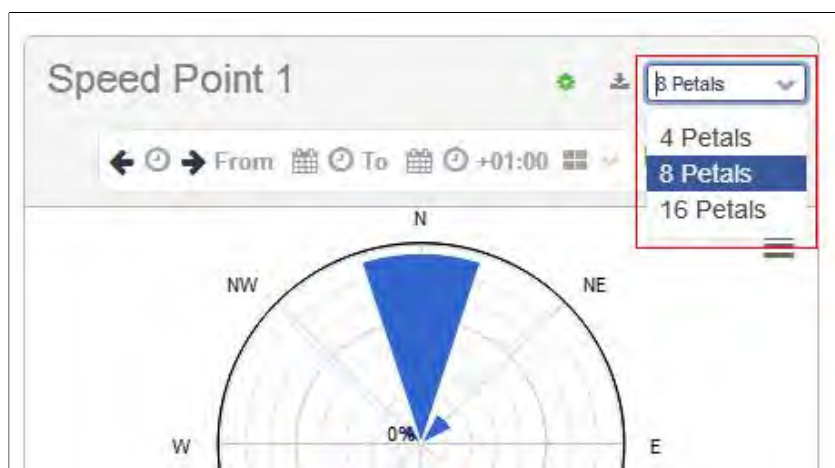 Speed Point 1
8 Petals
4 Petals
8 Petals
16 Petals
From To +01:00
N
NW
NE
0%
W
E